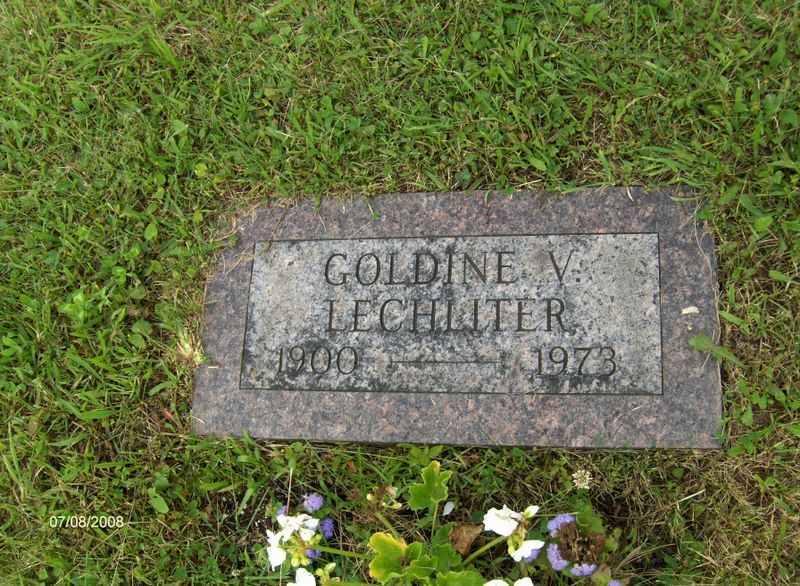 GOLDINE V.
LECHLITER
1900 — 1973
07/08/2008